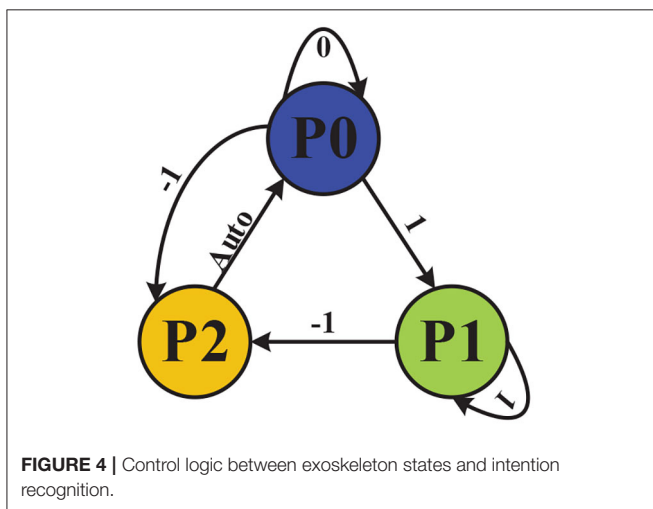 0
P0
-1
Auto
1
P2
-1
P1
1
FIGURE 4 | Control logic between exoskeleton states and intention
recognition.